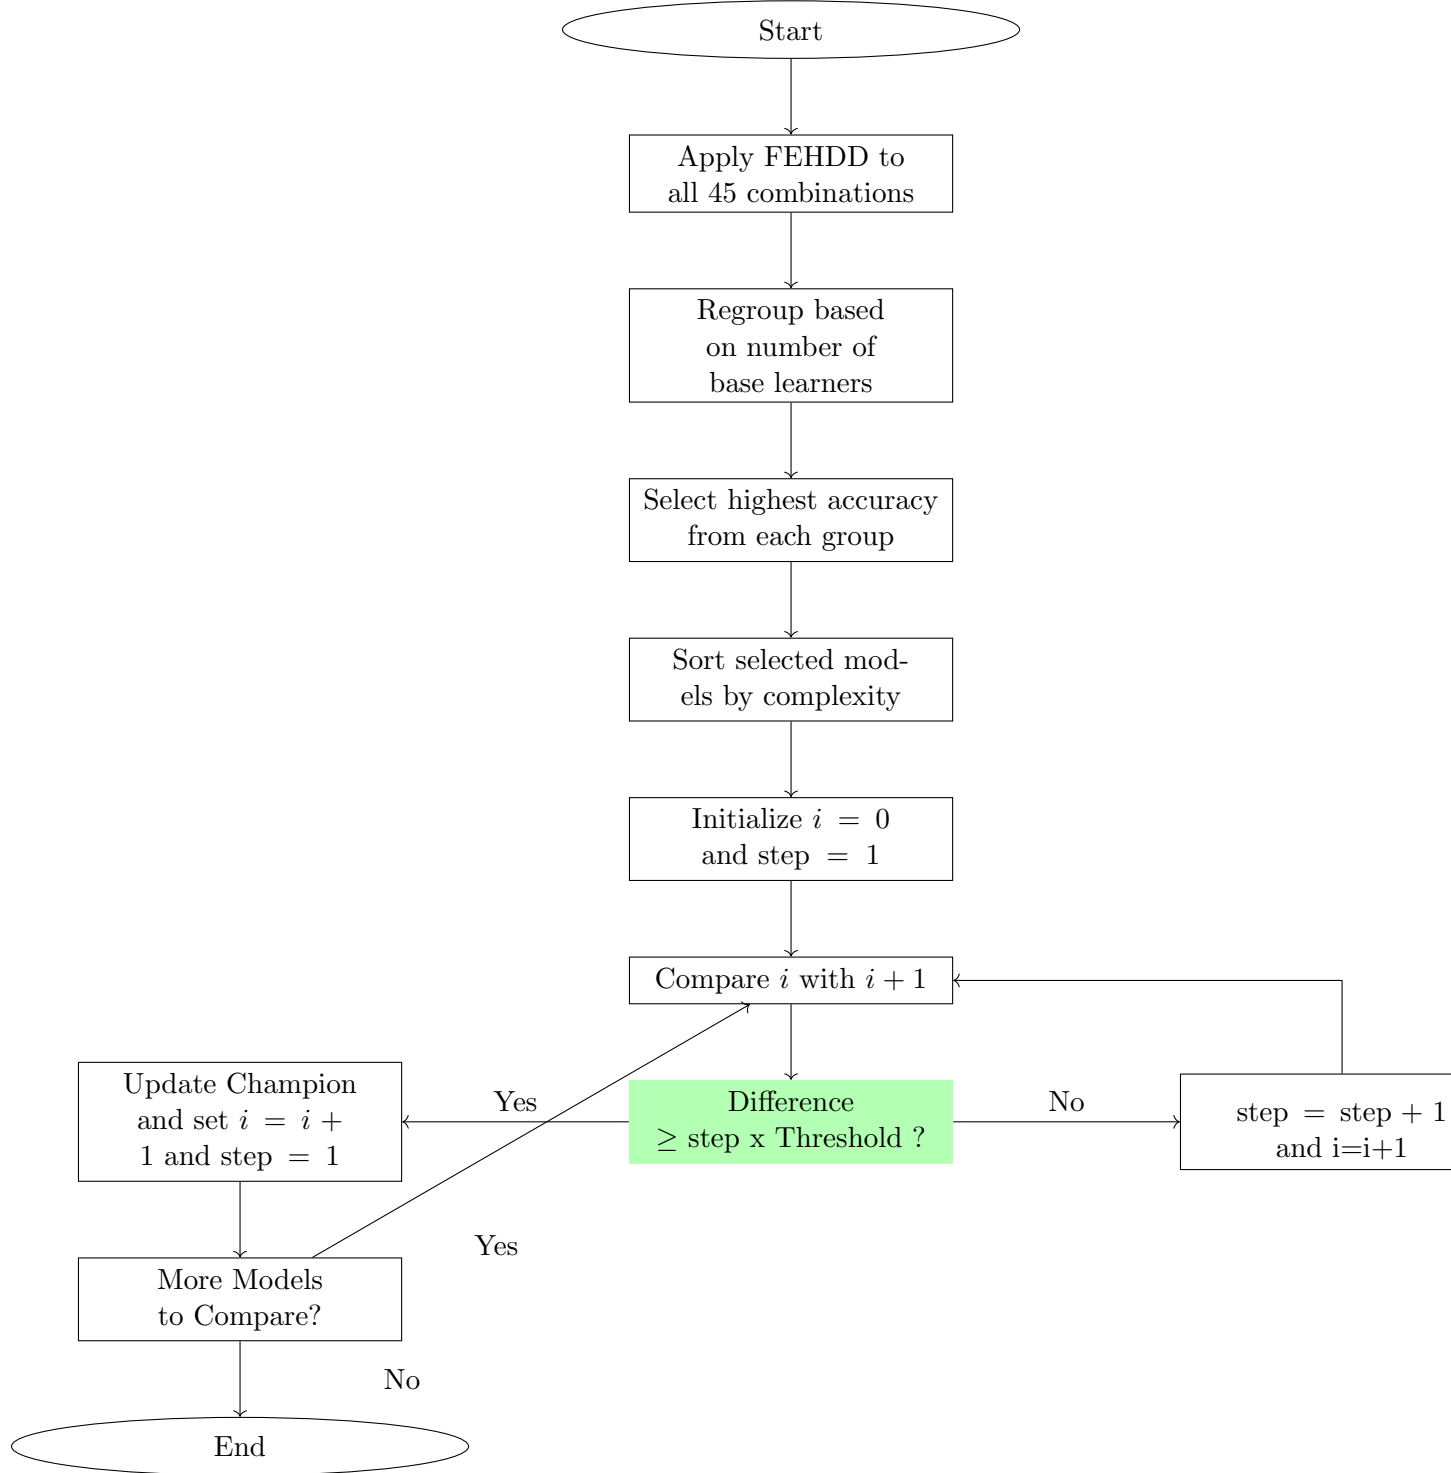 Start
Apply FEHDD to
all 45 combinations
Regroup based
on number of
base learners
Select highest accuracy
from each group
Sort selected mod-
els by complexity
Initialize i = 0
and step = 1
Compare i with i + 1
Update Champion
and set i = i +
1 and step = 1
Yes
Difference
≥ step x Threshold ?
No
step = step + 1
and i=i+1
Yes
More Models
to Compare?
No
End